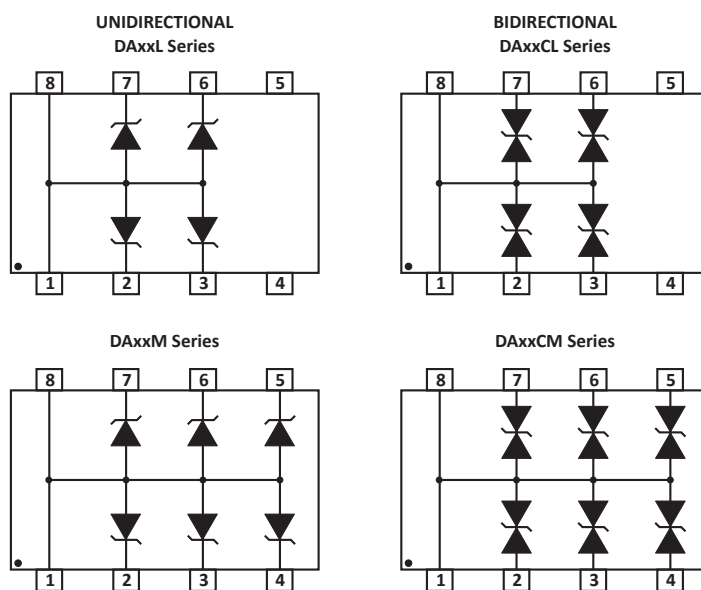 UNIDIRECTIONAL
DAxxL Series
8 7 6 5
1 2 3 4
BIDIRECTIONAL
DAxxCL Series
8 7 6 5
1 2 3 4
DAxxM Series
8 7 6 5
1 2 3 4
DAxxCM Series
8 7 6 5
1 2 3 4